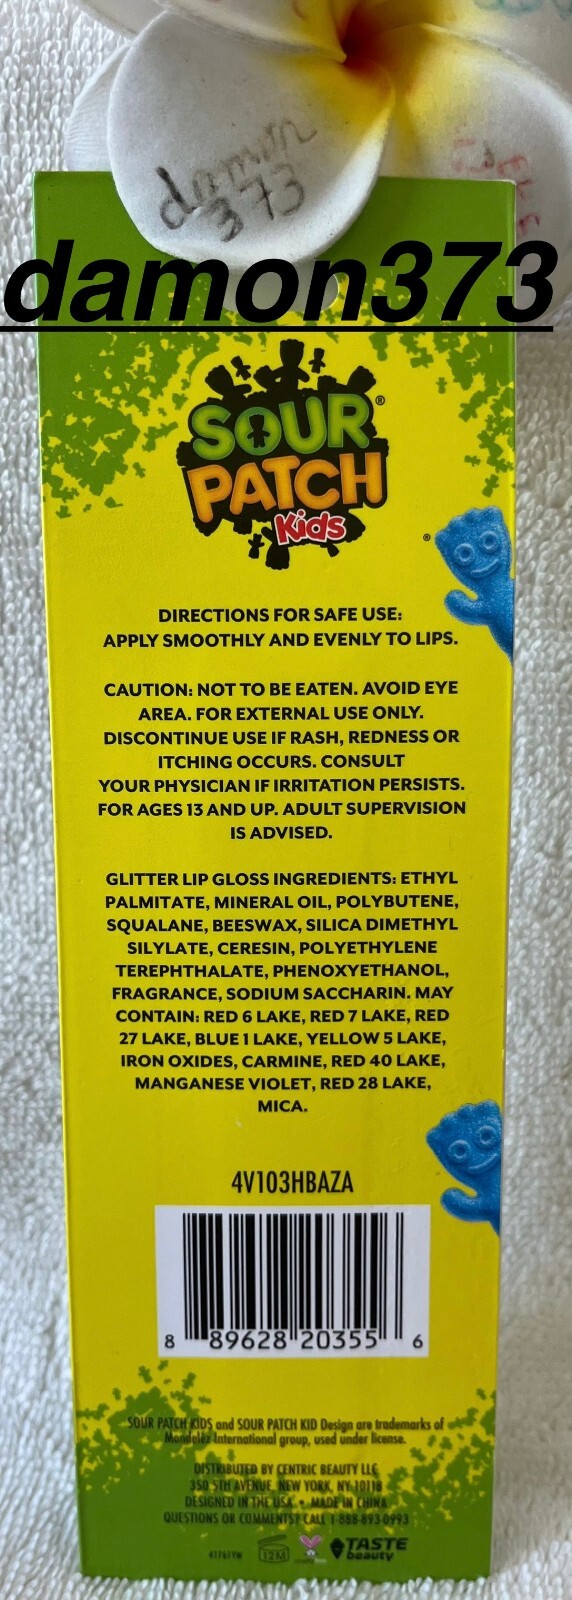 damon
373
damon373
SOUR®
PATCH
Kids
®
DIRECTIONS FOR SAFE USE:
APPLY SMOOTHLY AND EVENLY TO LIPS.
CAUTION: NOT TO BE EATEN. AVOID EYE
AREA. FOR EXTERNAL USE ONLY.
DISCONTINUE USE IF RASH, REDNESS OR
ITCHING OCCURS. CONSULT
YOUR PHYSICIAN IF IRRITATION PERSISTS.
FOR AGES 13 AND UP. ADULT SUPERVISION
IS ADVISED.
GLITTER LIP GLOSS INGREDIENTS: ETHYL
PALMITATE, MINERAL OIL, POLYBUTENE,
SQUALANE, BEESWAX, SILICA DIMETHYL
SILYLATE, CERESIN, POLYETHYLENE
TEREPHTHALATE, PHENOXYETHANOL,
FRAGRANCE, SODIUM SACCHARIN. MAY
CONTAIN: RED 6 LAKE, RED 7 LAKE, RED
27 LAKE, BLUE 1 LAKE, YELLOW 5 LAKE,
IRON OXIDES, CARMINE, RED 40 LAKE,
MANGANESE VIOLET, RED 28 LAKE,
MICA.
4V103HBAZA
8 89628 20355 6
SOUR PATCH KIDS and SOUR PATCH KID Design are trademarks of
Mondelēz International group, used under license.
DISTRIBUTED BY CENTRIC BEAUTY LLC
350 5TH AVENUE, NEW YORK, NY 10118
DESIGNED IN THE USA • MADE IN CHINA
QUESTIONS OR COMMENTS? CALL 1-888-893-0993
12M
TASTE
beauty